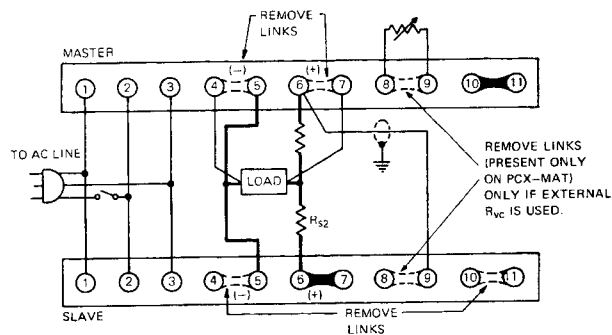 REMOVE
LINKS
MASTER
(-)
(+)
1 2 3 4 5 6 7 8 9 10 11
TO AC LINE
LOAD
REMOVE LINKS
(PRESENT ONLY
ON PCX-MAT)
ONLY IF EXTERNAL
Rvc IS USED.
RS2
1 2 3 4 5 6 7 8 9 10 11
(-)
(+)
SLAVE
REMOVE
LINKS